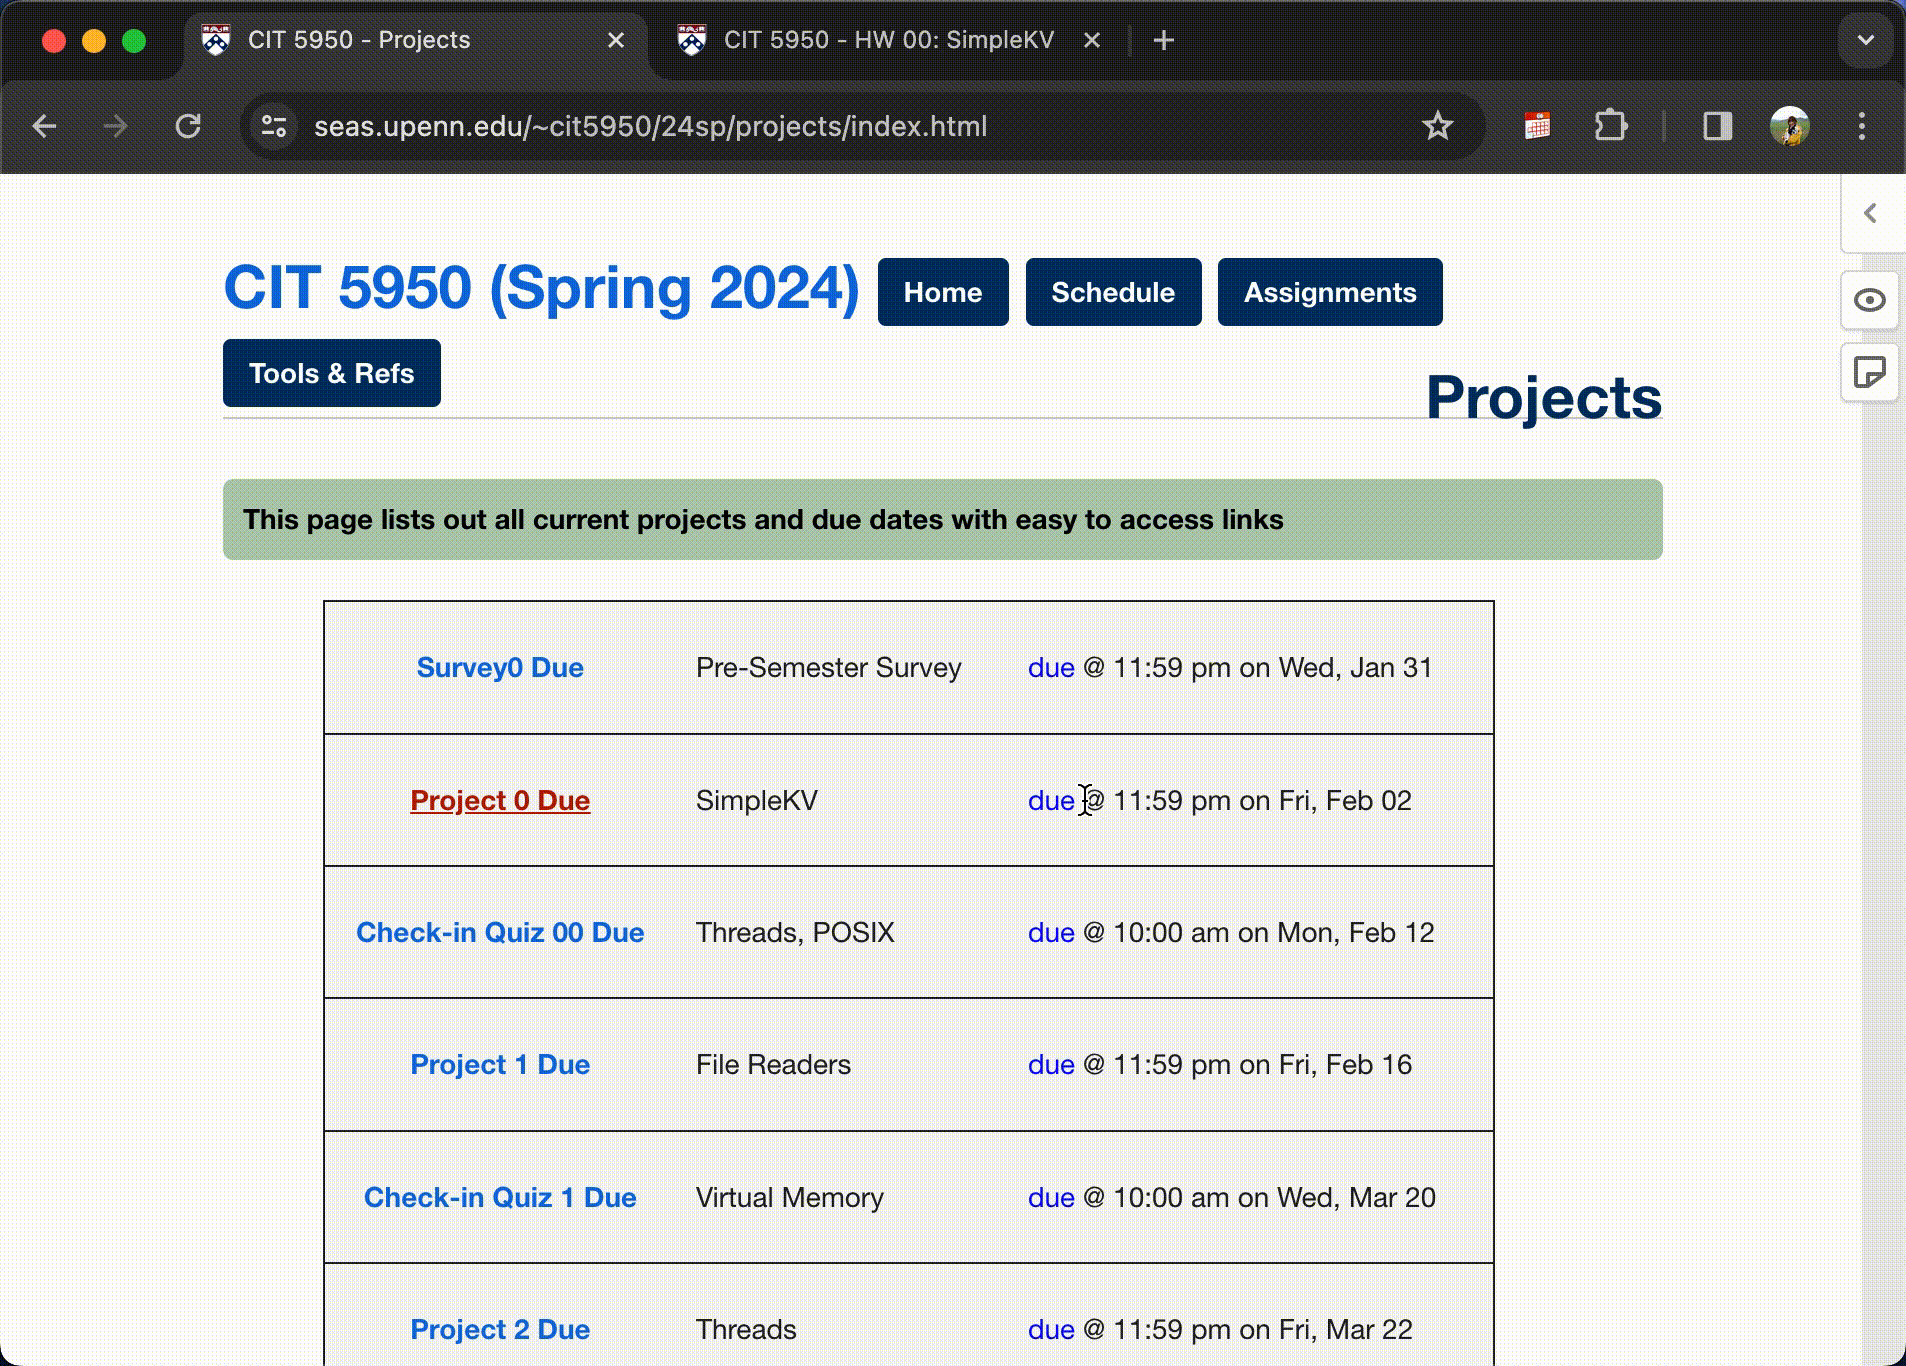 CIT 5950 - Projects
CIT 5950 - HW 00: SimpleKV
seas.upenn.edu/~cit5950/24sp/projects/index.html
CIT 5950 (Spring 2024)
Home
Schedule
Assignments
Tools & Refs
Projects
This page lists out all current projects and due dates with easy to access links
Survey0 Due Pre-Semester Survey due @ 11:59 pm on Wed, Jan 31
Project 0 Due SimpleKV due @ 11:59 pm on Fri, Feb 02
Check-in Quiz 00 Due Threads, POSIX due @ 10:00 am on Mon, Feb 12
Project 1 Due File Readers due @ 11:59 pm on Fri, Feb 16
Check-in Quiz 1 Due Virtual Memory due @ 10:00 am on Wed, Mar 20
Project 2 Due Threads due @ 11:59 pm on Fri, Mar 22